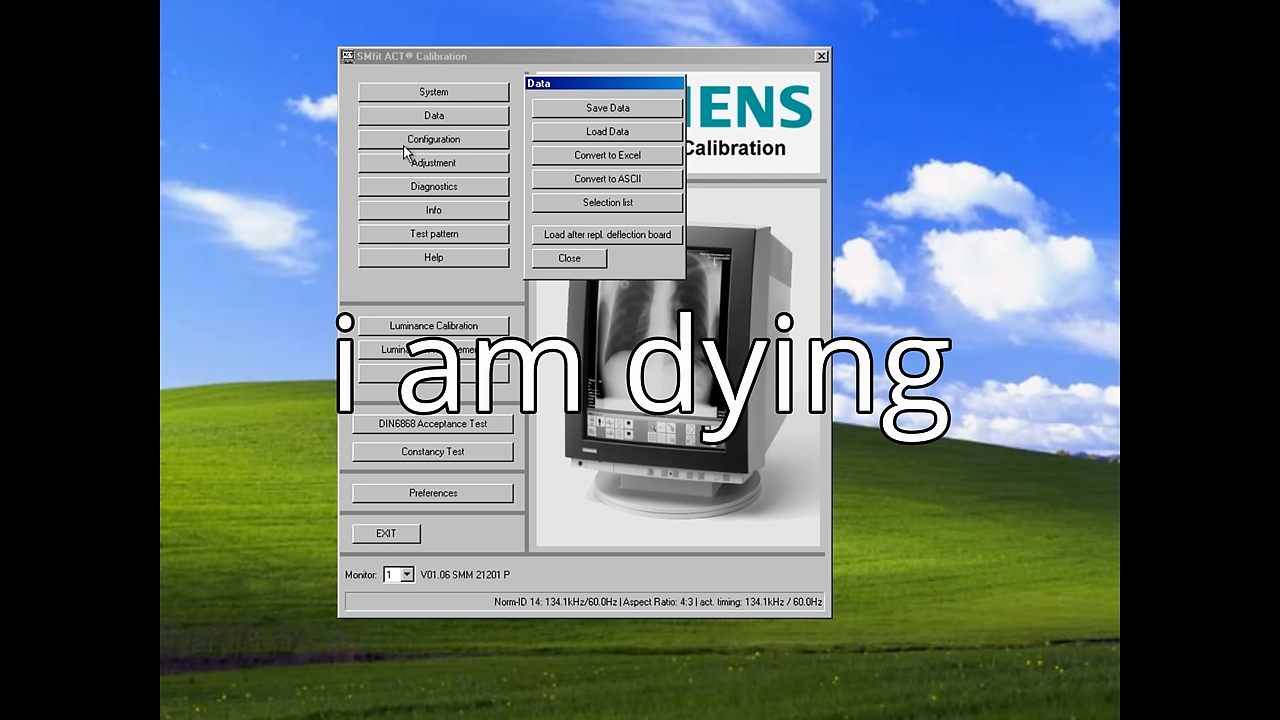 SMfit ACT® Calibration
System
Data
Configuration
Adjustment
Diagnostics
Info
Test pattern
Help
Data
Save Data
Load Data
Convert to Excel
Convert to ASCII
Selection list
Load after repl. deflection board
Close
IENS
Calibration
Luminance Calibration
i am dying
DIN6868 Acceptance Test
Constancy Test
Preferences
EXIT
Monitor: 1 V01.06 SMM 21201 P
Norm-ID 14: 134.1kHz/60.0Hz | Aspect Ratio: 4:3 | act. timing: 134.1kHz / 60.0Hz